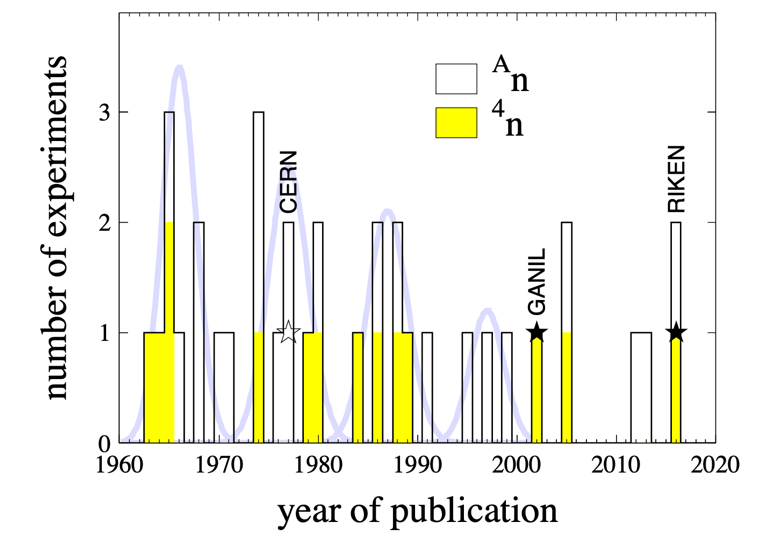 number of experiments
3
2
1
0
ᴬn
⁴n
CERN
GANIL
RIKEN
1960 1970 1980 1990 2000 2010 2020
year of publication